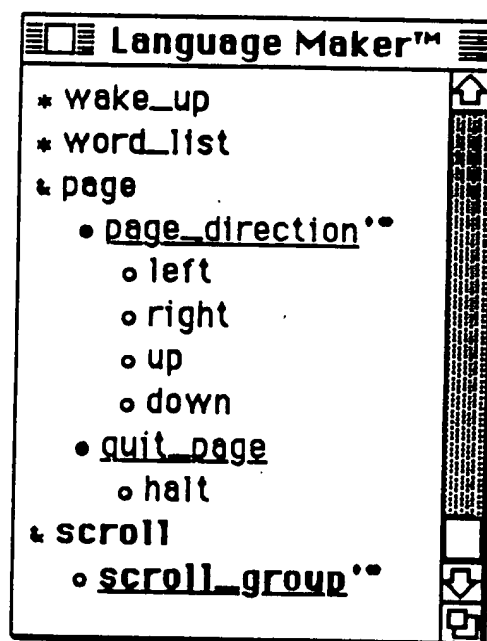 Language Maker™
* wake_up
* word_list
& page
• page_direction'∞
o left
o right
o up
o down
• quit_page
o halt
& scroll
o scroll_group'∞